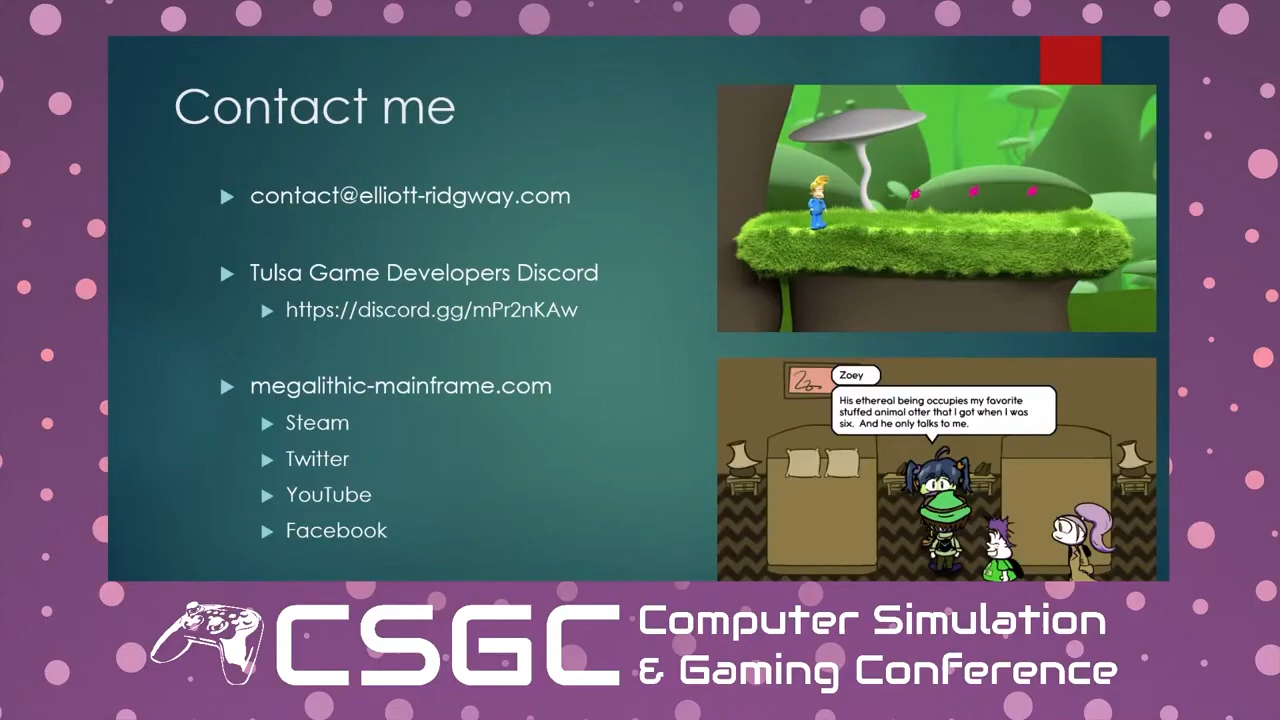 Contact me
contact@elliott-ridgway.com
Tulsa Game Developers Discord
https://discord.gg/mPr2nKAw
megalithic-mainframe.com
Steam
Twitter
YouTube
Facebook
Zoey
His ethereal being occupies my favorite
stuffed animal otter that I got when I was
six. And he only talks to me.
CSGC
Computer Simulation
& Gaming Conference